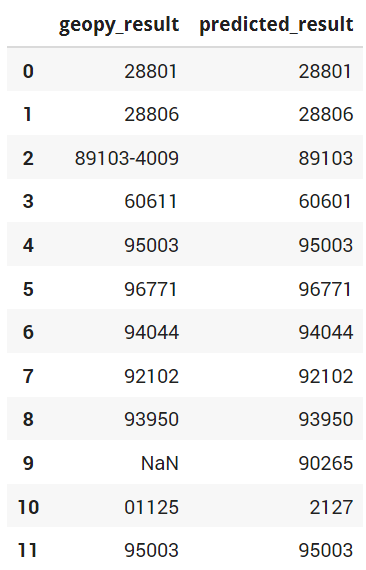 geopy_result predicted_result
0 28801 28801
1 28806 28806
2 89103-4009 89103
3 60611 60601
4 95003 95003
5 96771 96771
6 94044 94044
7 92102 92102
8 93950 93950
9 NaN 90265
10 01125 2127
11 95003 95003